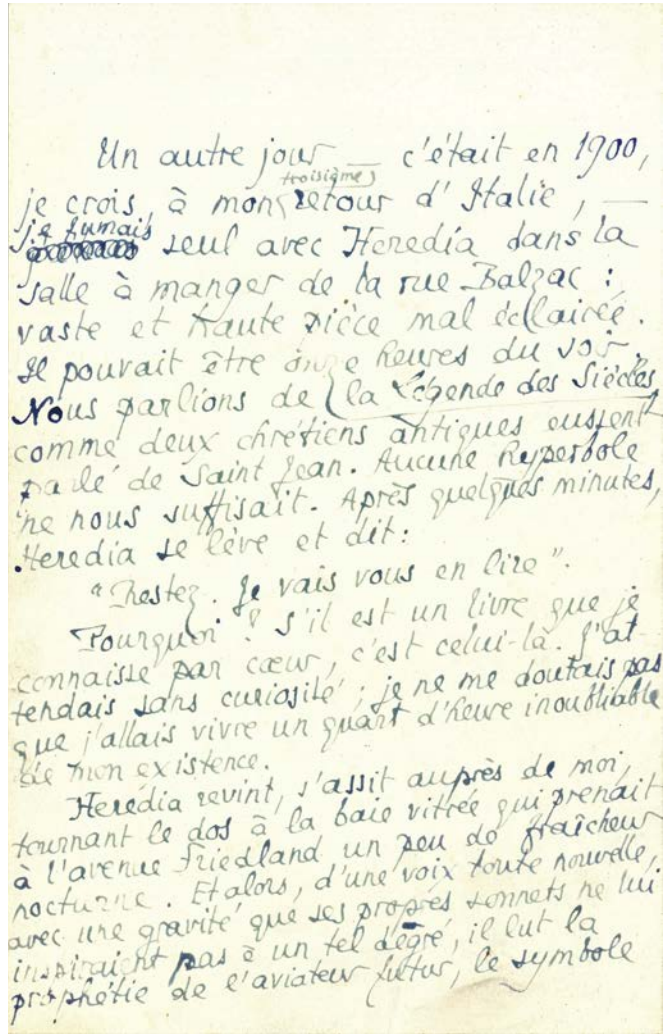 Un autre jour — c'était en 1900,
je crois, à mon troisième retour d'Italie, —
je fumais seul avec Heredia dans la
salle à manger de la rue Balzac :
vaste et haute pièce mal éclairée.
Il pouvait être onze heures du soir.
Nous parlions de la Légende des Siècles
comme deux chrétiens antiques eussent
parlé de Saint Jean. Aucune hyperbole
ne nous suffisait. Après quelques minutes,
Heredia se lève et dit :
"Restez. Je vais vous en lire".
Pourquoi ? S'il est un livre que je
connaisse par cœur, c'est celui-là. J'at-
tendais sans curiosité ; je ne me doutais pas
que j'allais vivre un quart d'heure inoubliable
de mon existence.
Heredia revint, s'assit auprès de moi,
tournant le dos à la baie vitrée qui prenait
à l'avenue Friedland un peu de fraîcheur
nocturne. Et alors, d'une voix toute nouvelle,
avec une gravité que ses propres sonnets ne lui
inspiraient pas à un tel dégré, il lut la
prophétie de l'aviateur futur, le symbole